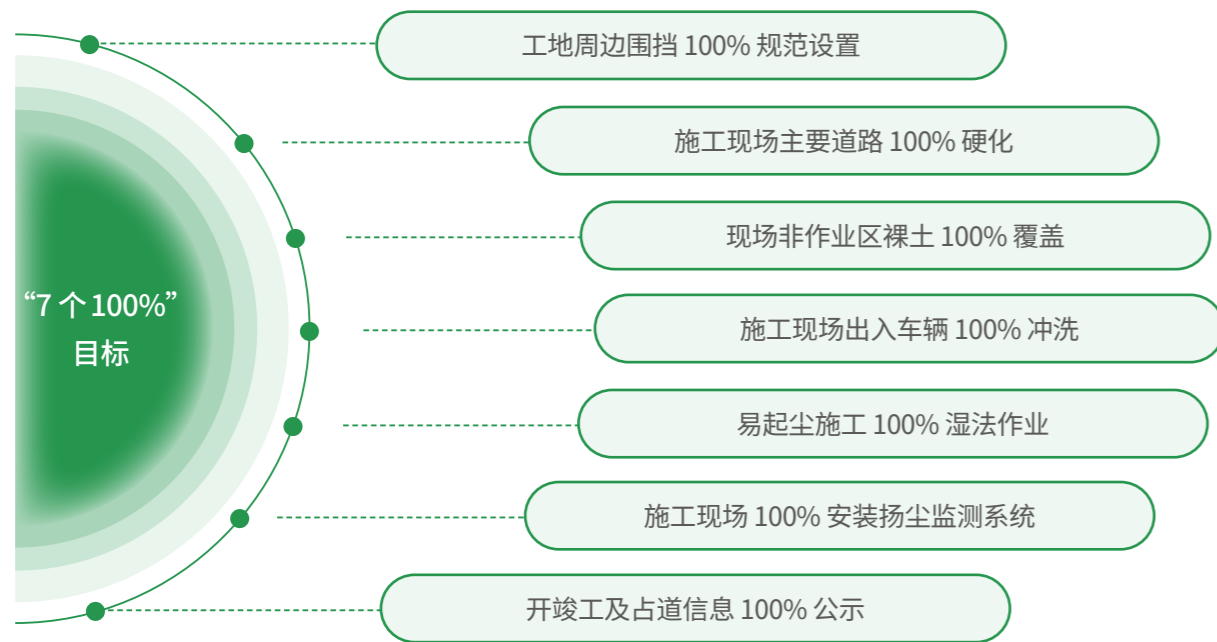 “7 个 100%”
目标
工地周边围挡 100% 规范设置
施工现场主要道路 100% 硬化
现场非作业区裸土 100% 覆盖
施工现场出入车辆 100% 冲洗
易起尘施工 100% 湿法作业
施工现场 100% 安装扬尘监测系统
开竣工及占道信息 100% 公示